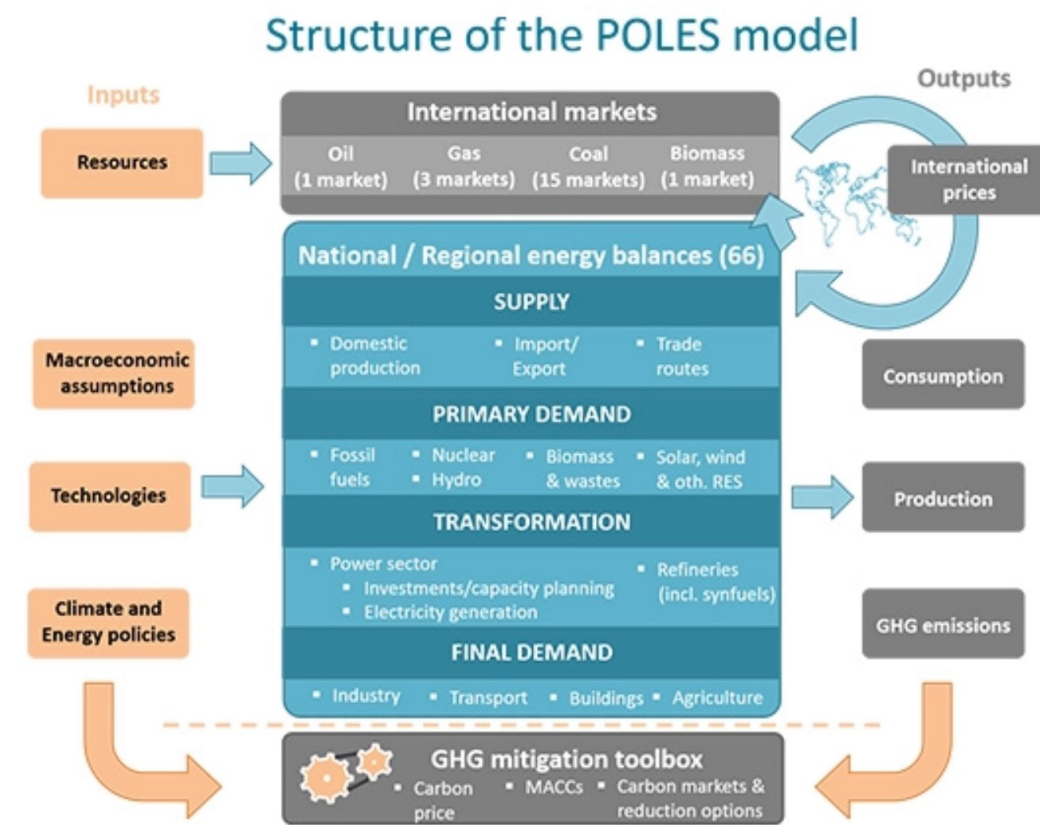 Structure of the POLES model
Inputs
Outputs
Resources
International markets
Oil
(1 market)
Gas
(3 markets)
Coal
(15 markets)
Biomass
(1 market)
International
prices
National / Regional energy balances (66)
SUPPLY
▪ Domestic
production
▪ Import/
Export
▪ Trade
routes
Macroeconomic
assumptions
Consumption
PRIMARY DEMAND
▪ Fossil
fuels
▪ Nuclear
▪ Hydro
▪ Biomass
& wastes
▪ Solar, wind
& oth. RES
Technologies
Production
TRANSFORMATION
▪ Power sector
▪ Investments/capacity planning
▪ Electricity generation
▪ Refineries
(incl. synfuels)
Climate and
Energy policies
GHG emissions
FINAL DEMAND
▪ Industry
▪ Transport
▪ Buildings
▪ Agriculture
GHG mitigation toolbox
▪ Carbon
price
▪ MACCs
▪ Carbon markets &
reduction options